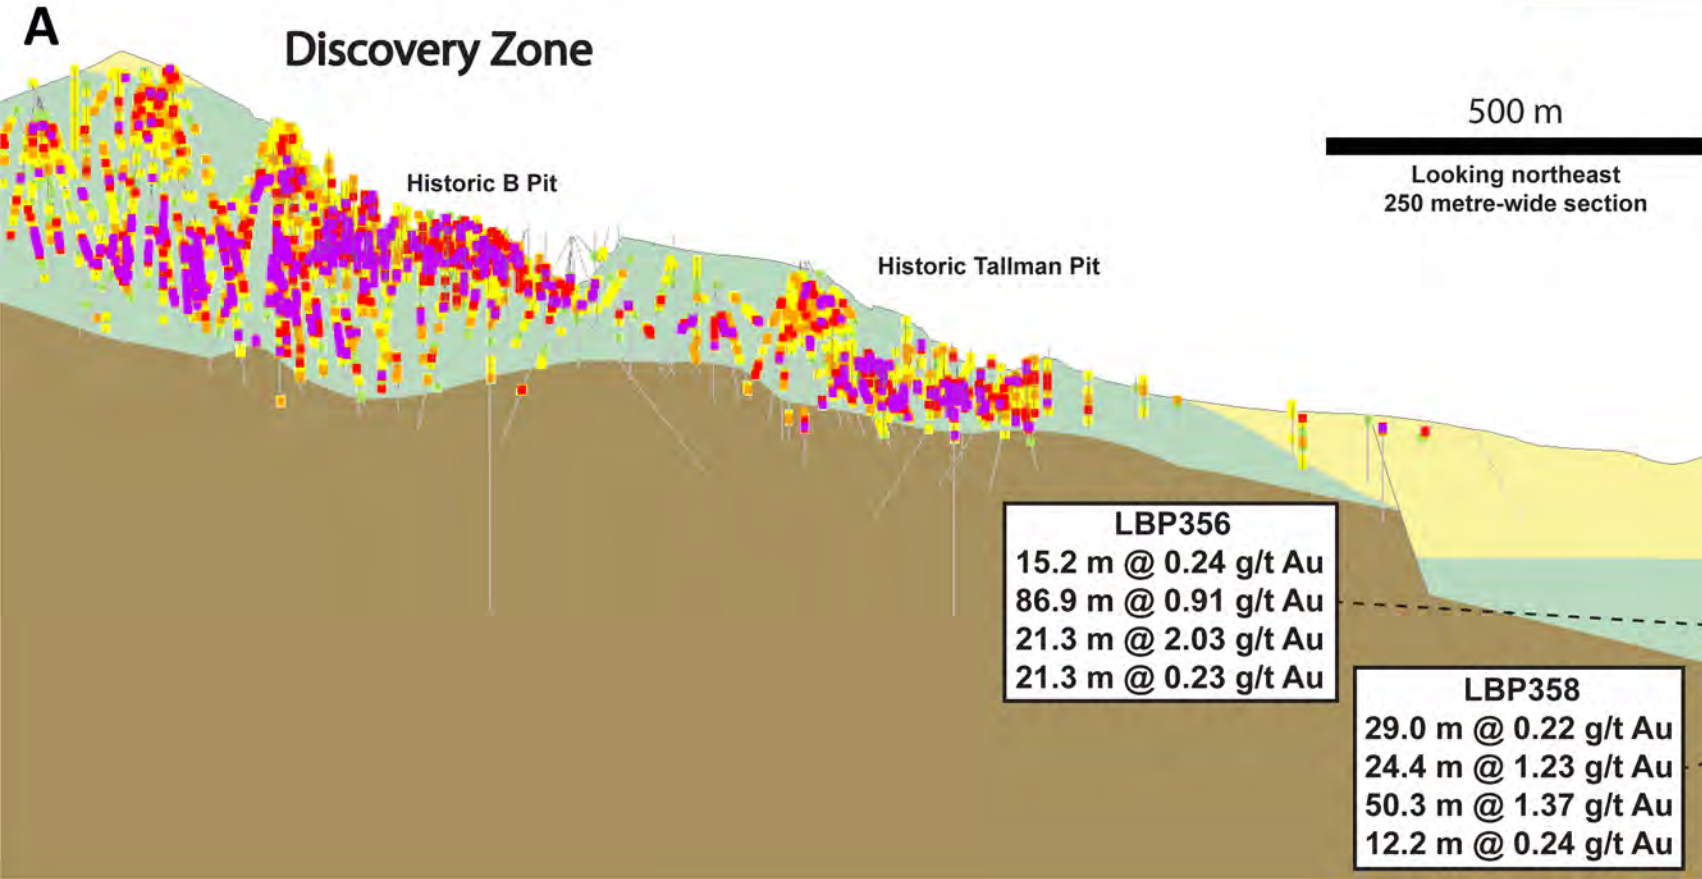 A
Discovery Zone
500 m
Looking northeast
250 metre-wide section
Historic B Pit
Historic Tallman Pit
LBP356
15.2 m @ 0.24 g/t Au
86.9 m @ 0.91 g/t Au
21.3 m @ 2.03 g/t Au
21.3 m @ 0.23 g/t Au
LBP358
29.0 m @ 0.22 g/t Au
24.4 m @ 1.23 g/t Au
50.3 m @ 1.37 g/t Au
12.2 m @ 0.24 g/t Au